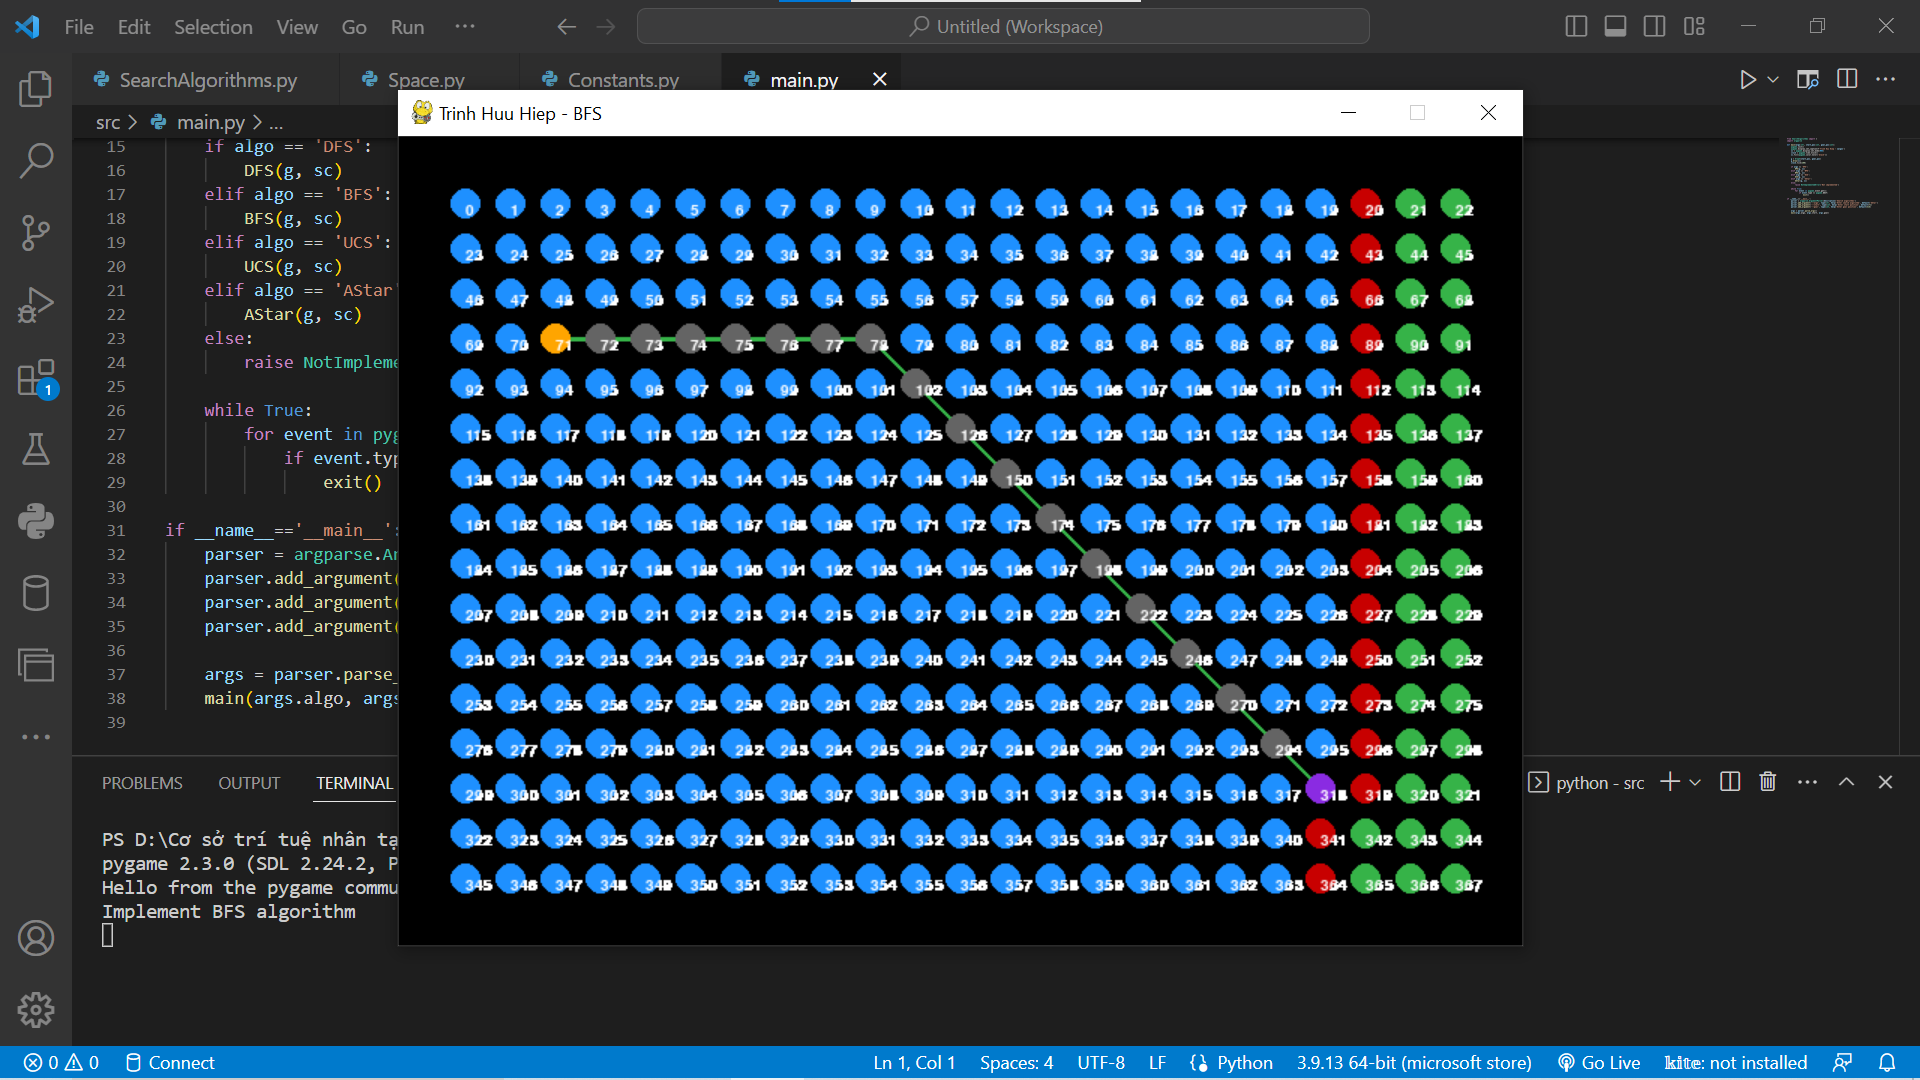 File Edit Selection View Go Run ...
Untitled (Workspace)
SearchAlgorithms.py Space.py Constants.py main.py
src > main.py > ...
Trinh Huu Hiep - BFS
15 if algo == 'DFS':
16 DFS(g, sc)
17 elif algo == 'BFS':
18 BFS(g, sc)
19 elif algo == 'UCS':
20 UCS(g, sc)
21 elif algo == 'AStar'
22 AStar(g, sc)
23 else:
24 raise NotImpleme
25
26 while True:
27 for event in pyg
28 if event.typ
29 exit()
30
31 if __name__=='__main__':
32 parser = argparse.Ar
33 parser.add_argument(
34 parser.add_argument(
35 parser.add_argument(
36
37 args = parser.parse_
38 main(args.algo, args
39
0 1 2 3 4 5 6 7 8 9 10 11 12 13 14 15 16 17 18 19 20 21 22
23 24 25 26 27 28 29 30 31 32 33 34 35 36 37 38 39 40 41 42 43 44 45
46 47 48 49 50 51 52 53 54 55 56 57 58 59 60 61 62 63 64 65 66 67 68
69 70 71 72 73 74 75 76 77 78 79 80 81 82 83 84 85 86 87 88 89 90 91
92 93 94 95 96 97 98 99 100 101 102 103 104 105 106 107 108 109 110 111 112 113 114
115 116 117 118 119 120 121 122 123 124 125 126 127 128 129 130 131 132 133 134 135 136 137
138 139 140 141 142 143 144 145 146 147 148 149 150 151 152 153 154 155 156 157 158 159 160
161 162 163 164 165 166 167 168 169 170 171 172 173 174 175 176 177 178 179 180 181 182 183
184 185 186 187 188 189 190 191 192 193 194 195 196 197 198 199 200 201 202 203 204 205 206
207 208 209 210 211 212 213 214 215 216 217 218 219 220 221 222 223 224 225 226 227 228 229
230 231 232 233 234 235 236 237 238 239 240 241 242 243 244 245 246 247 248 249 250 251 252
253 254 255 256 257 258 259 260 261 262 263 264 265 266 267 268 269 270 271 272 273 274 275
276 277 278 279 280 281 282 283 284 285 286 287 288 289 290 291 292 293 294 295 296 297 298
299 300 301 302 303 304 305 306 307 308 309 310 311 312 313 314 315 316 317 318 319 320 321
322 323 324 325 326 327 328 329 330 331 332 333 334 335 336 337 338 339 340 341 342 343 344
345 346 347 348 349 350 351 352 353 354 355 356 357 358 359 360 361 362 363 364 365 366 367
1
PROBLEMS OUTPUT TERMINAL
python - src
PS D:\Cơ sở trí tuệ nhân tạ
pygame 2.3.0 (SDL 2.24.2, P
Hello from the pygame commu
Implement BFS algorithm
0 0 Connect
Ln 1, Col 1 Spaces: 4 UTF-8 LF Python 3.9.13 64-bit (microsoft store) Go Live kite: not installed